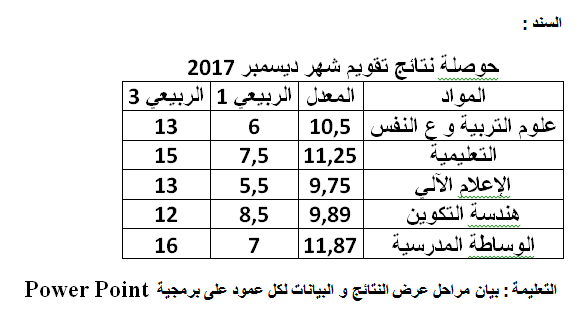 السند :
حوصلة نتائج تقويم شهر ديسمبر 2017
المواد المعدل الربيعي 1 الربيعي 3
علوم التربية و ع النفس 10,5 6 13
التعليمية 11,25 7,5 15
الإعلام الآلي 9,75 5,5 13
هندسة التكوين 9,89 8,5 12
الوساطة المدرسية 11,87 7 16
التعليمة : بيان مراحل عرض النتائج و البيانات لكل عمود على برمجية Power Point